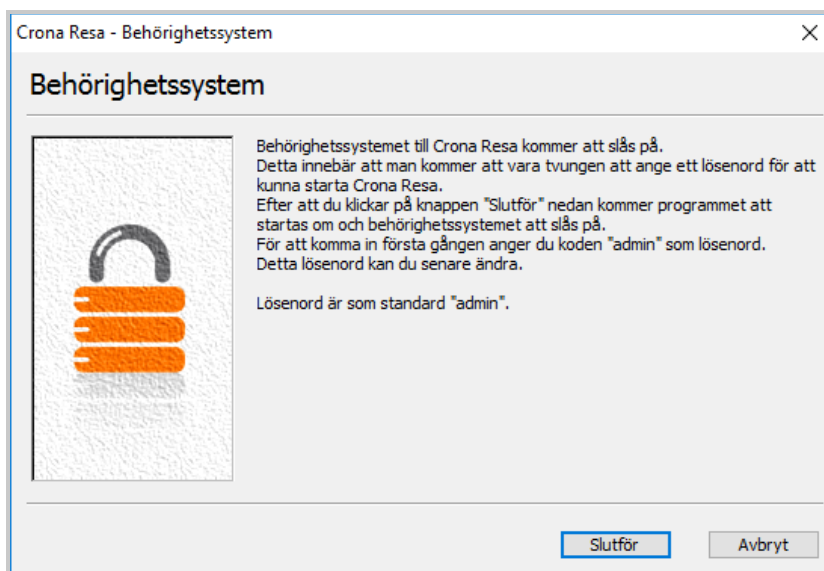 Crona Resa - Behörighetssystem
Behörighetssystem
Behörighetssystemet till Crona Resa kommer att slås på.
Detta innebär att man kommer att vara tvungen att ange ett lösenord för att
kunna starta Crona Resa.
Efter att du klickar på knappen "Slutför" nedan kommer programmet att
startas om och behörighetssystemet att slås på.
För att komma in första gången anger du koden "admin" som lösenord.
Detta lösenord kan du senare ändra.
Lösenord är som standard "admin".
Slutför
Avbryt